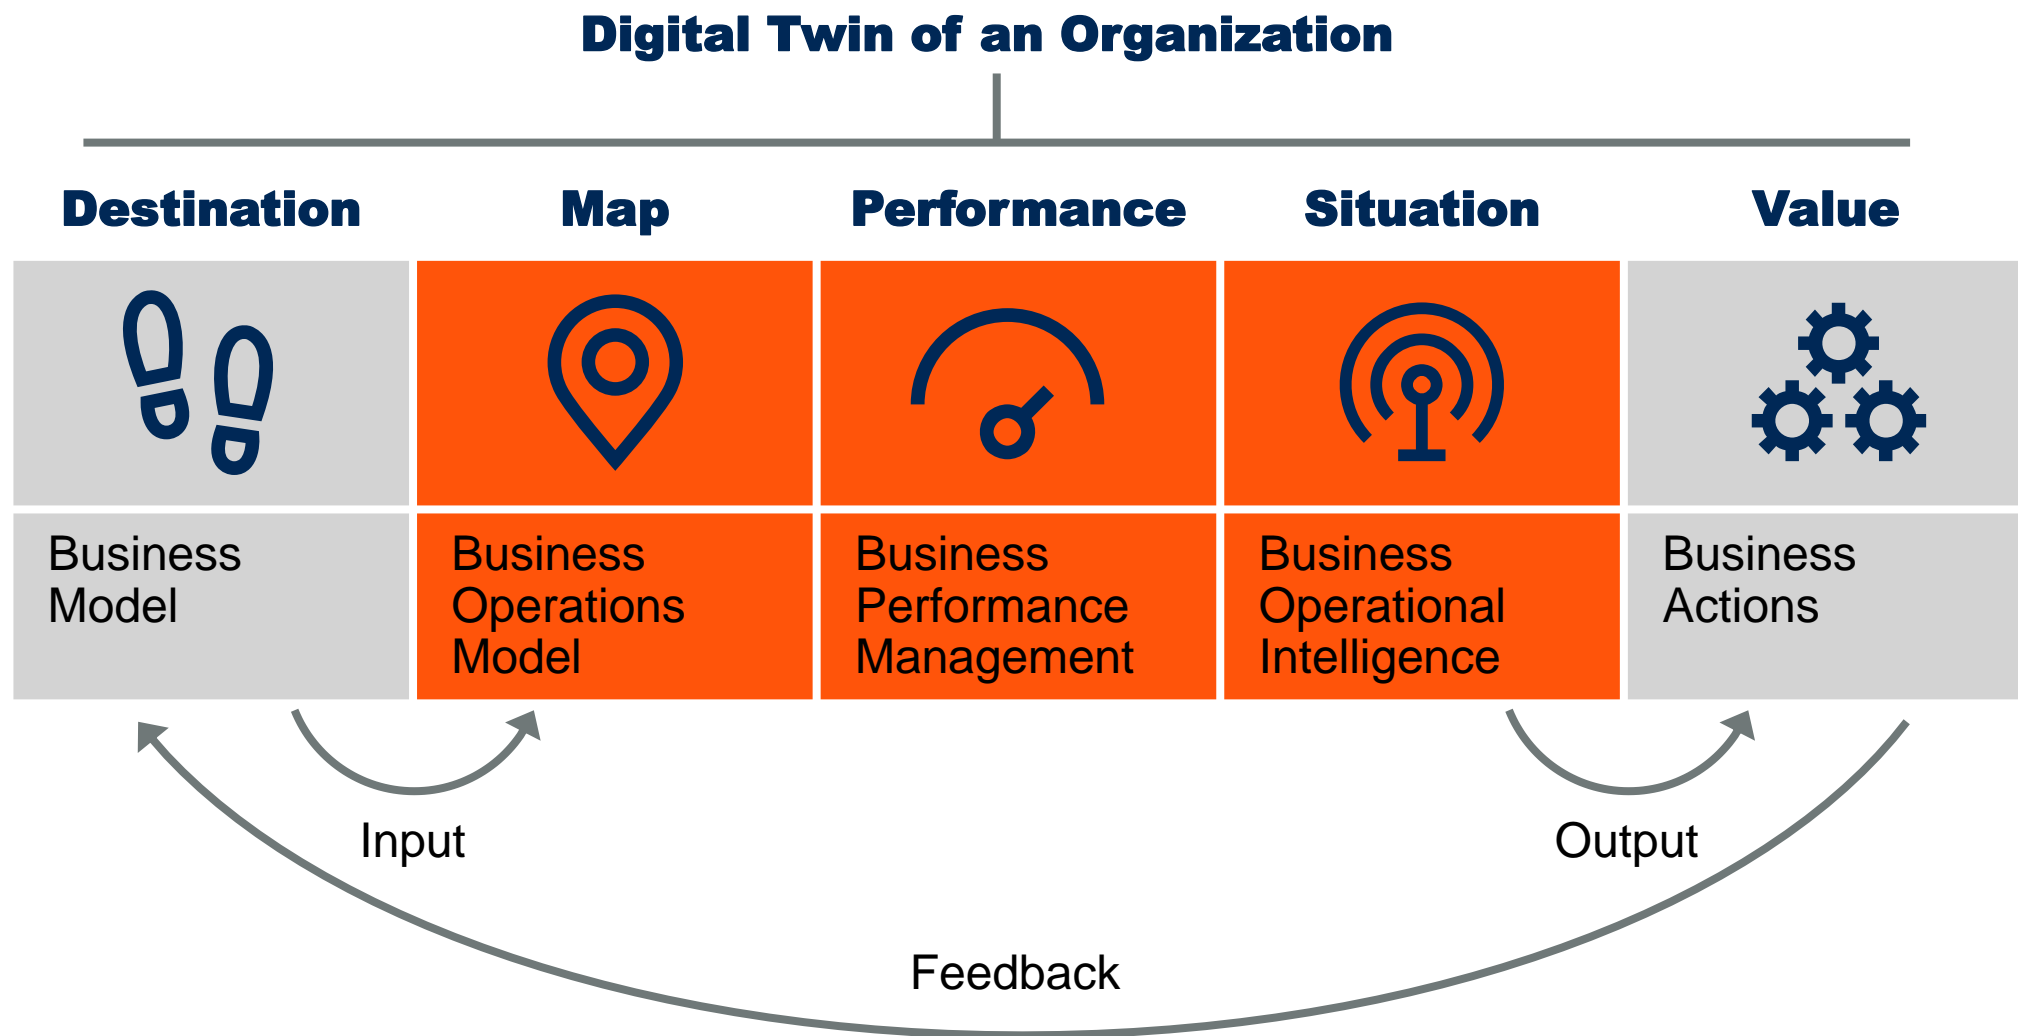 Digital Twin of an Organization
Destination
Map
Performance
Situation
Value
Business
Model
Business
Operations
Model
Business
Performance
Management
Business
Operational
Intelligence
Business
Actions
Input
Output
Feedback